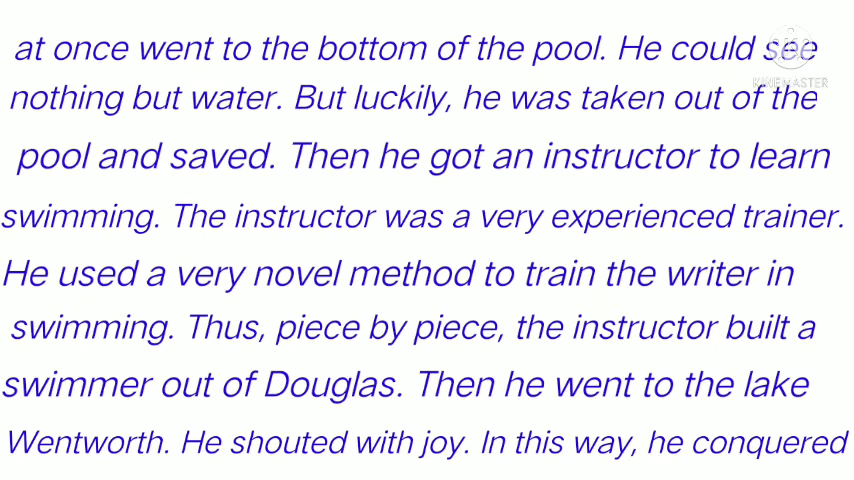 at once went to the bottom of the pool. He could see
nothing but water. But luckily, he was taken out of the
pool and saved. Then he got an instructor to learn
swimming. The instructor was a very experienced trainer.
He used a very novel method to train the writer in
swimming. Thus, piece by piece, the instructor built a
swimmer out of Douglas. Then he went to the lake
Wentworth. He shouted with joy. In this way, he conquered
KINEMASTER